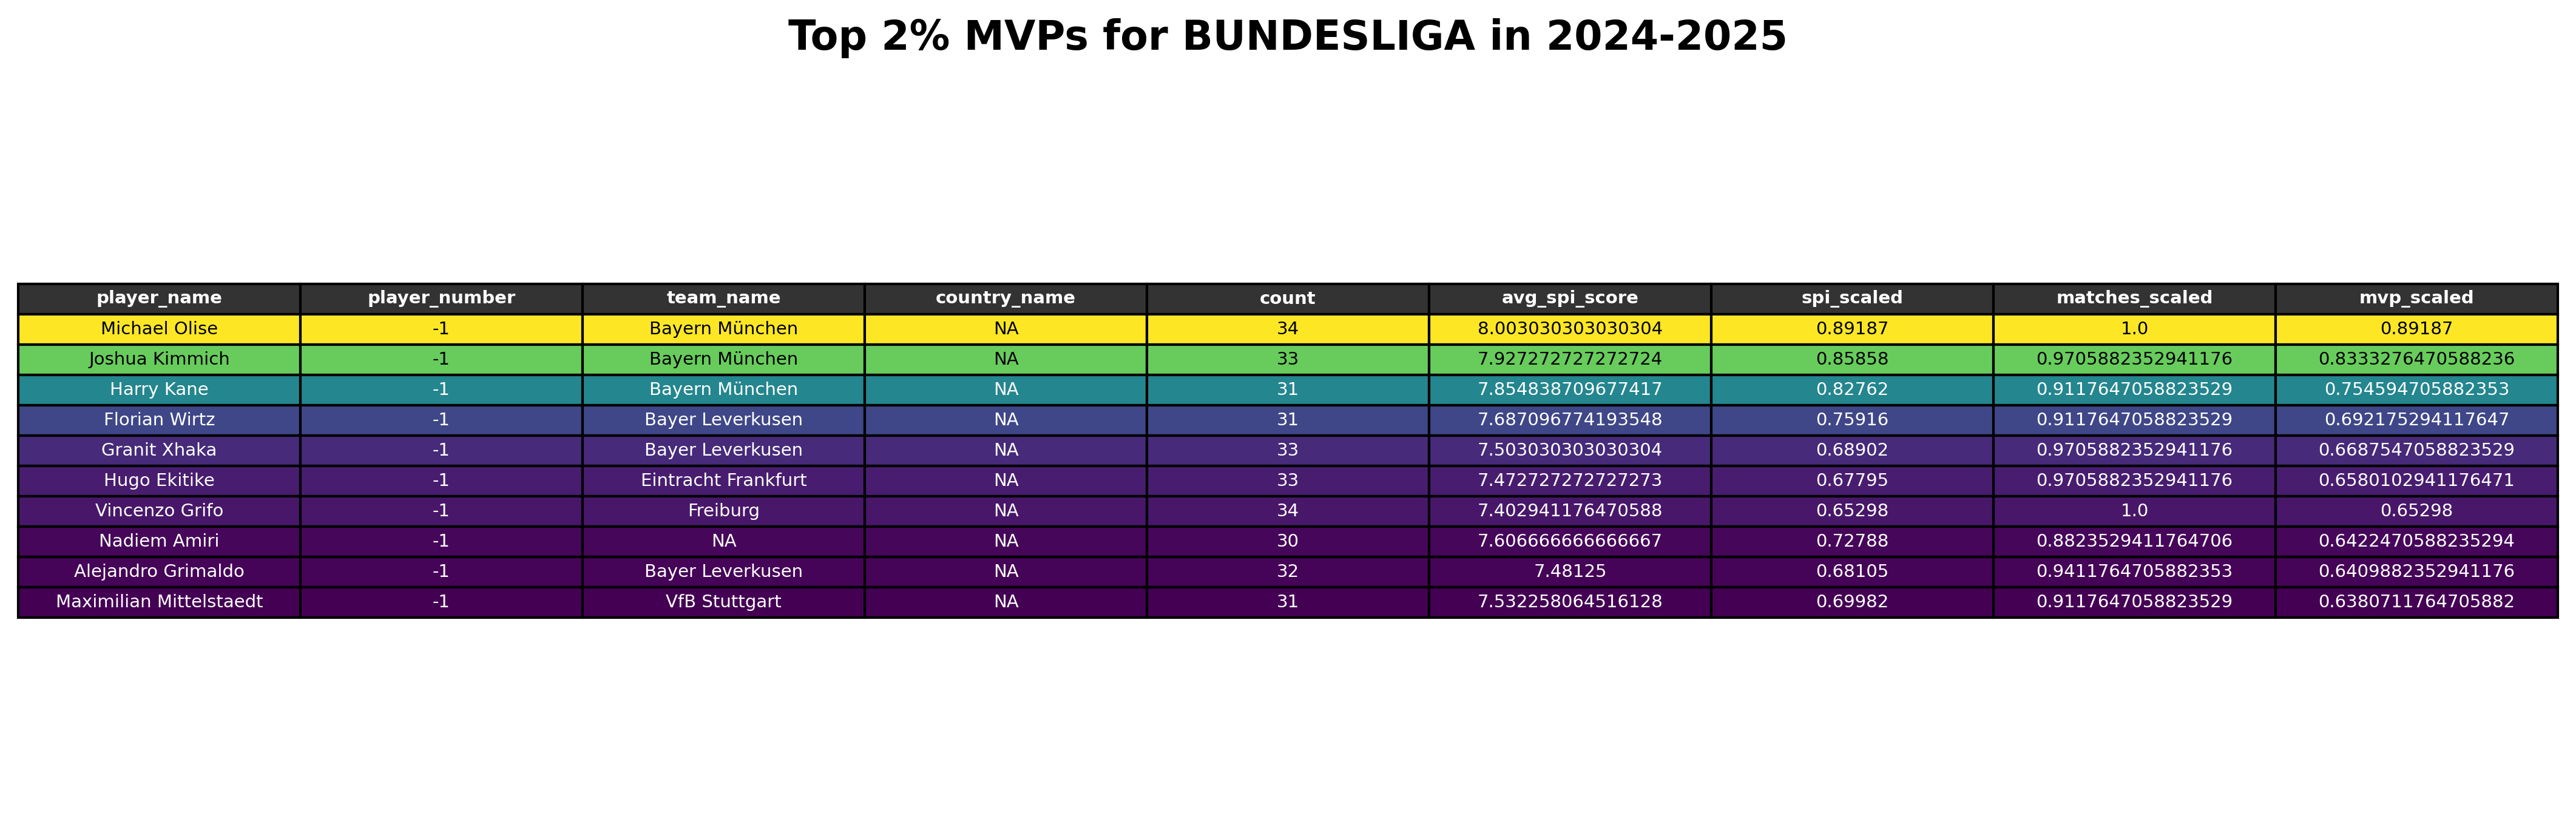 Top 2% MVPs for BUNDESLIGA in 2024-2025
player_name player_number team_name country_name count avg_spi_score spi_scaled matches_scaled mvp_scaled
Michael Olise -1 Bayern München NA 34 8.003030303030304 0.89187 1.0 0.89187
Joshua Kimmich -1 Bayern München NA 33 7.927272727272724 0.85858 0.9705882352941176 0.8333276470588236
Harry Kane -1 Bayern München NA 31 7.854838709677417 0.82762 0.9117647058823529 0.754594705882353
Florian Wirtz -1 Bayer Leverkusen NA 31 7.687096774193548 0.75916 0.9117647058823529 0.692175294117647
Granit Xhaka -1 Bayer Leverkusen NA 33 7.503030303030304 0.68902 0.9705882352941176 0.6687547058823529
Hugo Ekitike -1 Eintracht Frankfurt NA 33 7.472727272727273 0.67795 0.9705882352941176 0.6580102941176471
Vincenzo Grifo -1 Freiburg NA 34 7.402941176470588 0.65298 1.0 0.65298
Nadiem Amiri -1 NA NA 30 7.606666666666667 0.72788 0.8823529411764706 0.6422470588235294
Alejandro Grimaldo -1 Bayer Leverkusen NA 32 7.48125 0.68105 0.9411764705882353 0.6409882352941176
Maximilian Mittelstaedt -1 VfB Stuttgart NA 31 7.532258064516128 0.69982 0.9117647058823529 0.6380711764705882